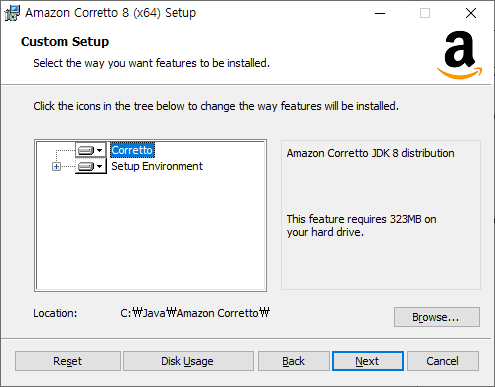 Amazon Corretto 8 (x64) Setup
Custom Setup
Select the way you want features to be installed.
a
Click the icons in the tree below to change the way features will be installed.
Corretto
Setup Environment
Amazon Corretto JDK 8 distribution
This feature requires 323MB on
your hard drive.
Location: C:₩Java₩Amazon Corretto₩
Browse...
Reset Disk Usage Back Next Cancel